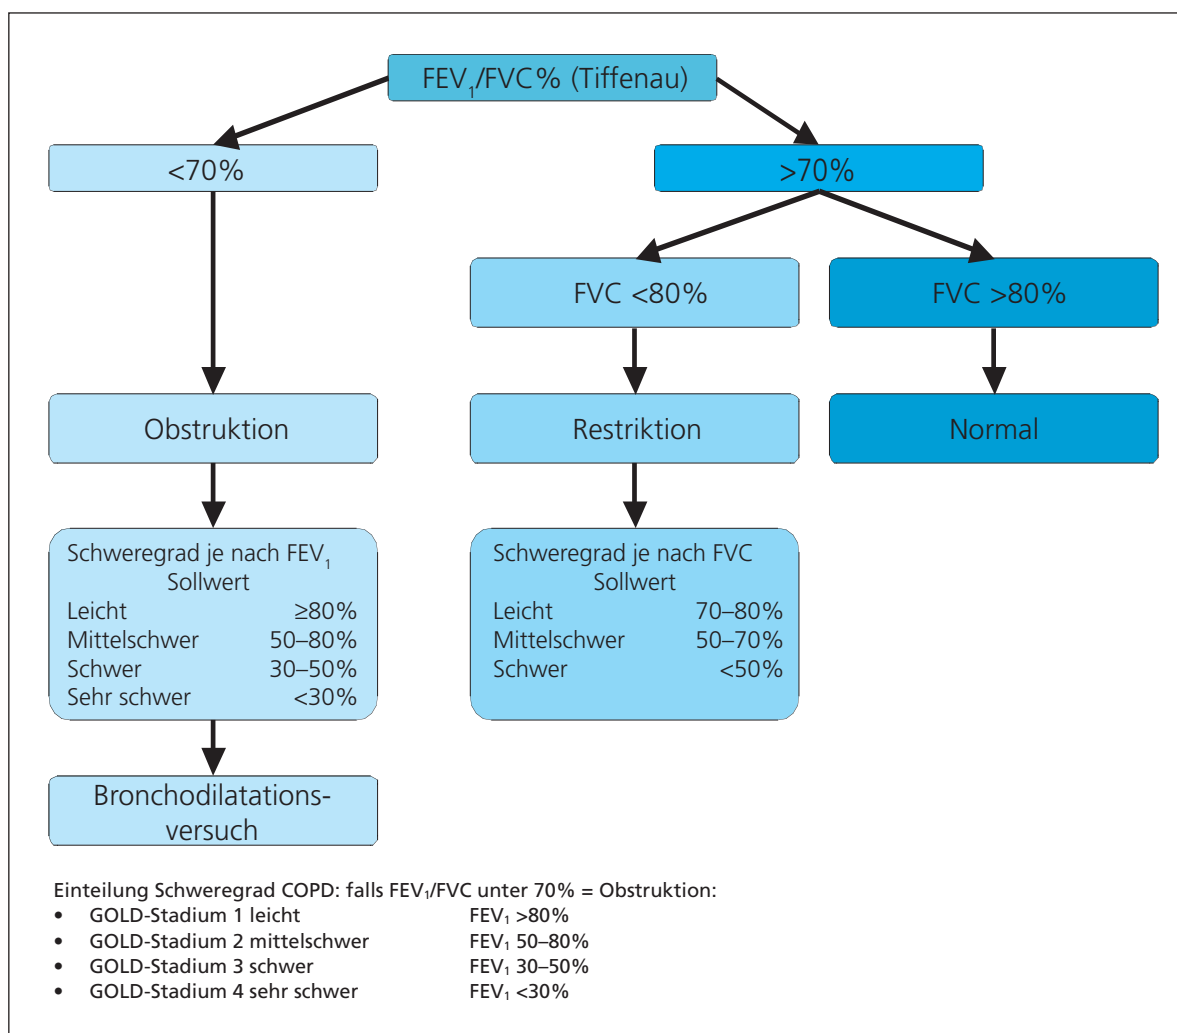 FEV₁/FVC% (Tiffenau)
<70%
>70%
FVC <80%
FVC >80%
Obstruktion
Restriktion
Normal
Schweregrad je nach FEV₁
Sollwert
Leicht ≥80%
Mittelschwer 50–80%
Schwer 30–50%
Sehr schwer <30%
Schweregrad je nach FVC
Sollwert
Leicht 70–80%
Mittelschwer 50–70%
Schwer <50%
Bronchodilatations-
versuch
Einteilung Schweregrad COPD: falls FEV₁/FVC unter 70% = Obstruktion:
• GOLD-Stadium 1 leicht FEV₁ >80%
• GOLD-Stadium 2 mittelschwer FEV₁ 50–80%
• GOLD-Stadium 3 schwer FEV₁ 30–50%
• GOLD-Stadium 4 sehr schwer FEV₁ <30%